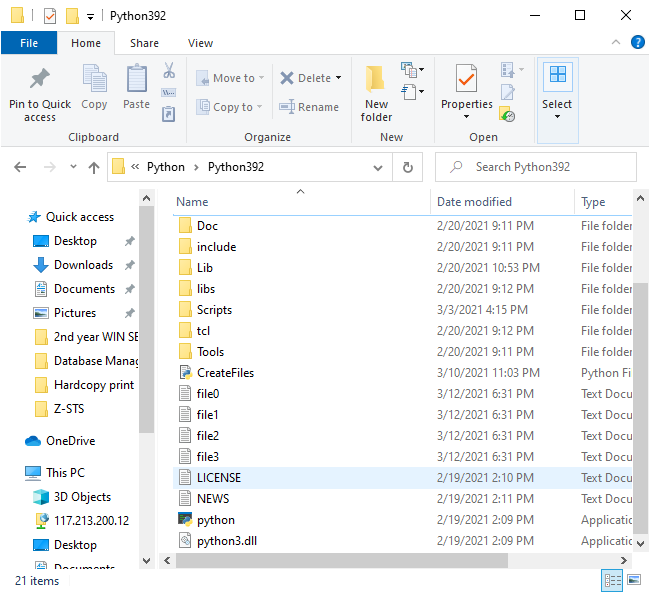 Python392
File Home Share View
Pin to Quick access
Copy
Paste
Move to
Copy to
Delete
Rename
New folder
Properties
Select
Clipboard Organize New Open
« Python › Python392
Search Python392
Quick access
Desktop
Downloads
Documents
Pictures
2nd year WIN SE
Database Manag
Hardcopy print
Z-STS
OneDrive
This PC
3D Objects
117.213.200.12
Desktop
Documents
Name Date modified Type
Doc 2/20/2021 9:11 PM File folder
include 2/20/2021 9:11 PM File folder
Lib 2/20/2021 10:53 PM File folder
libs 2/20/2021 9:12 PM File folder
Scripts 3/3/2021 4:15 PM File folder
tcl 2/20/2021 9:12 PM File folder
Tools 2/20/2021 9:11 PM File folder
CreateFiles 3/10/2021 11:03 PM Python Fi
file0 3/12/2021 6:31 PM Text Docu
file1 3/12/2021 6:31 PM Text Docu
file2 3/12/2021 6:31 PM Text Docu
file3 3/12/2021 6:31 PM Text Docu
LICENSE 2/19/2021 2:10 PM Text Docu
NEWS 2/19/2021 2:11 PM Text Docu
python 2/19/2021 2:09 PM Applicatio
python3.dll 2/19/2021 2:09 PM Applicatio
21 items